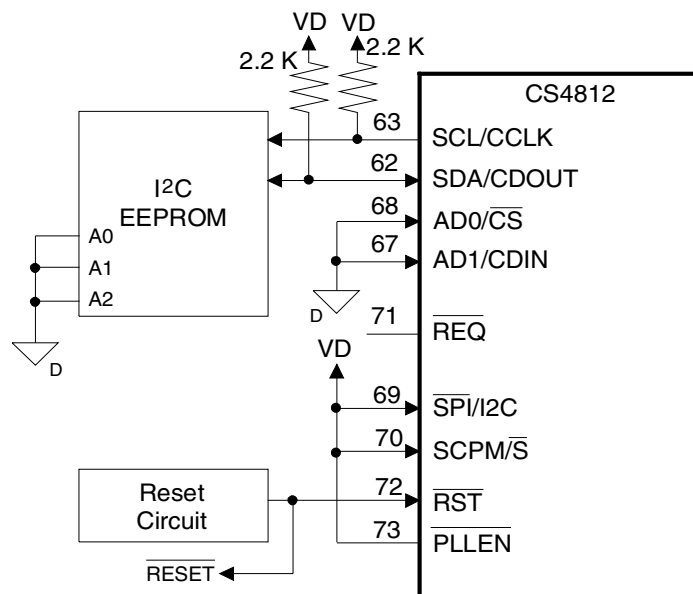 VD VD
2.2 K 2.2 K
CS4812
63 SCL/CCLK
I2C
EEPROM
62 SDA/CDOUT
68 AD0/CS
A0
67 AD1/CDIN
A1
A2
D
D
71 REQ
VD
69 SPI/I2C
70 SCPM/S
Reset
Circuit
72 RST
73 PLLEN
RESET